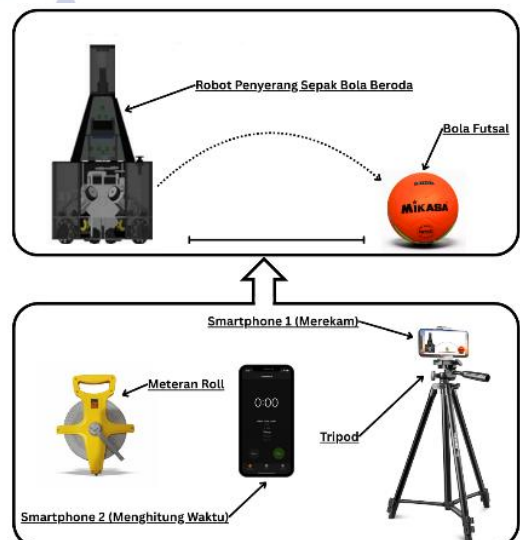 Robot Penyerang Sepak Bola Beroda
Bola Futsal
MIKASA
Smartphone 1 (Merekam)
Meteran Roll
0:00
Tripod
Smartphone 2 (Menghitung Waktu)